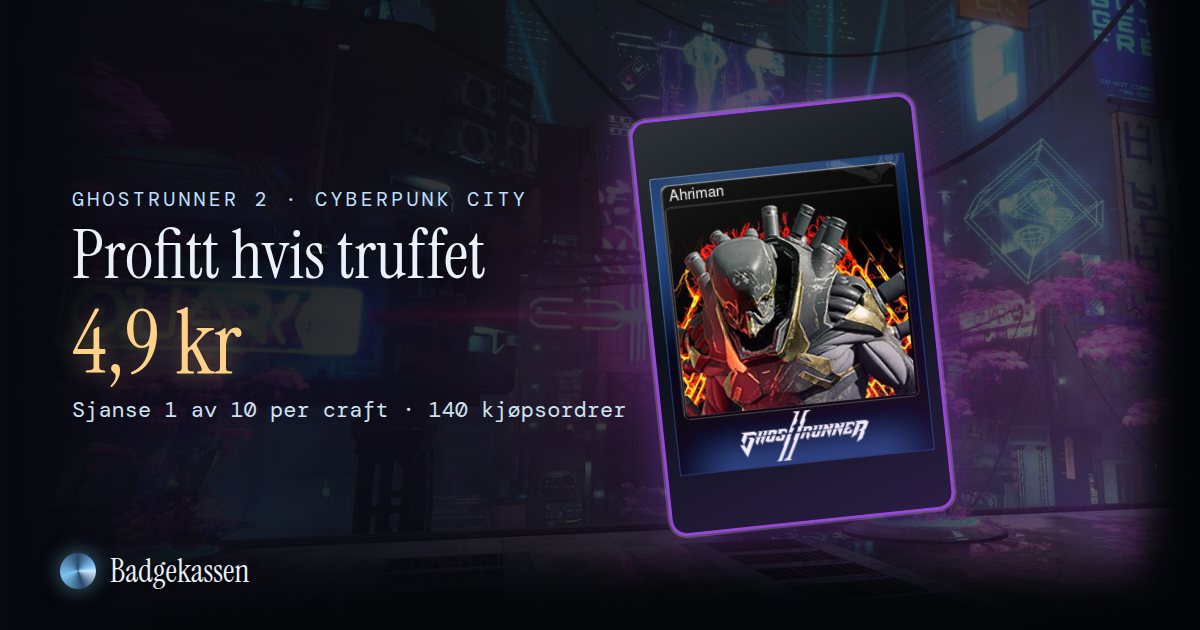 GHOSTRUNNER 2 · CYBERPUNK CITY
Profitt hvis truffet
4,9 kr
Sjanse 1 av 10 per craft · 140 kjøpsordrer
Badgekassen
Ahriman
GHOSTRUNNER II